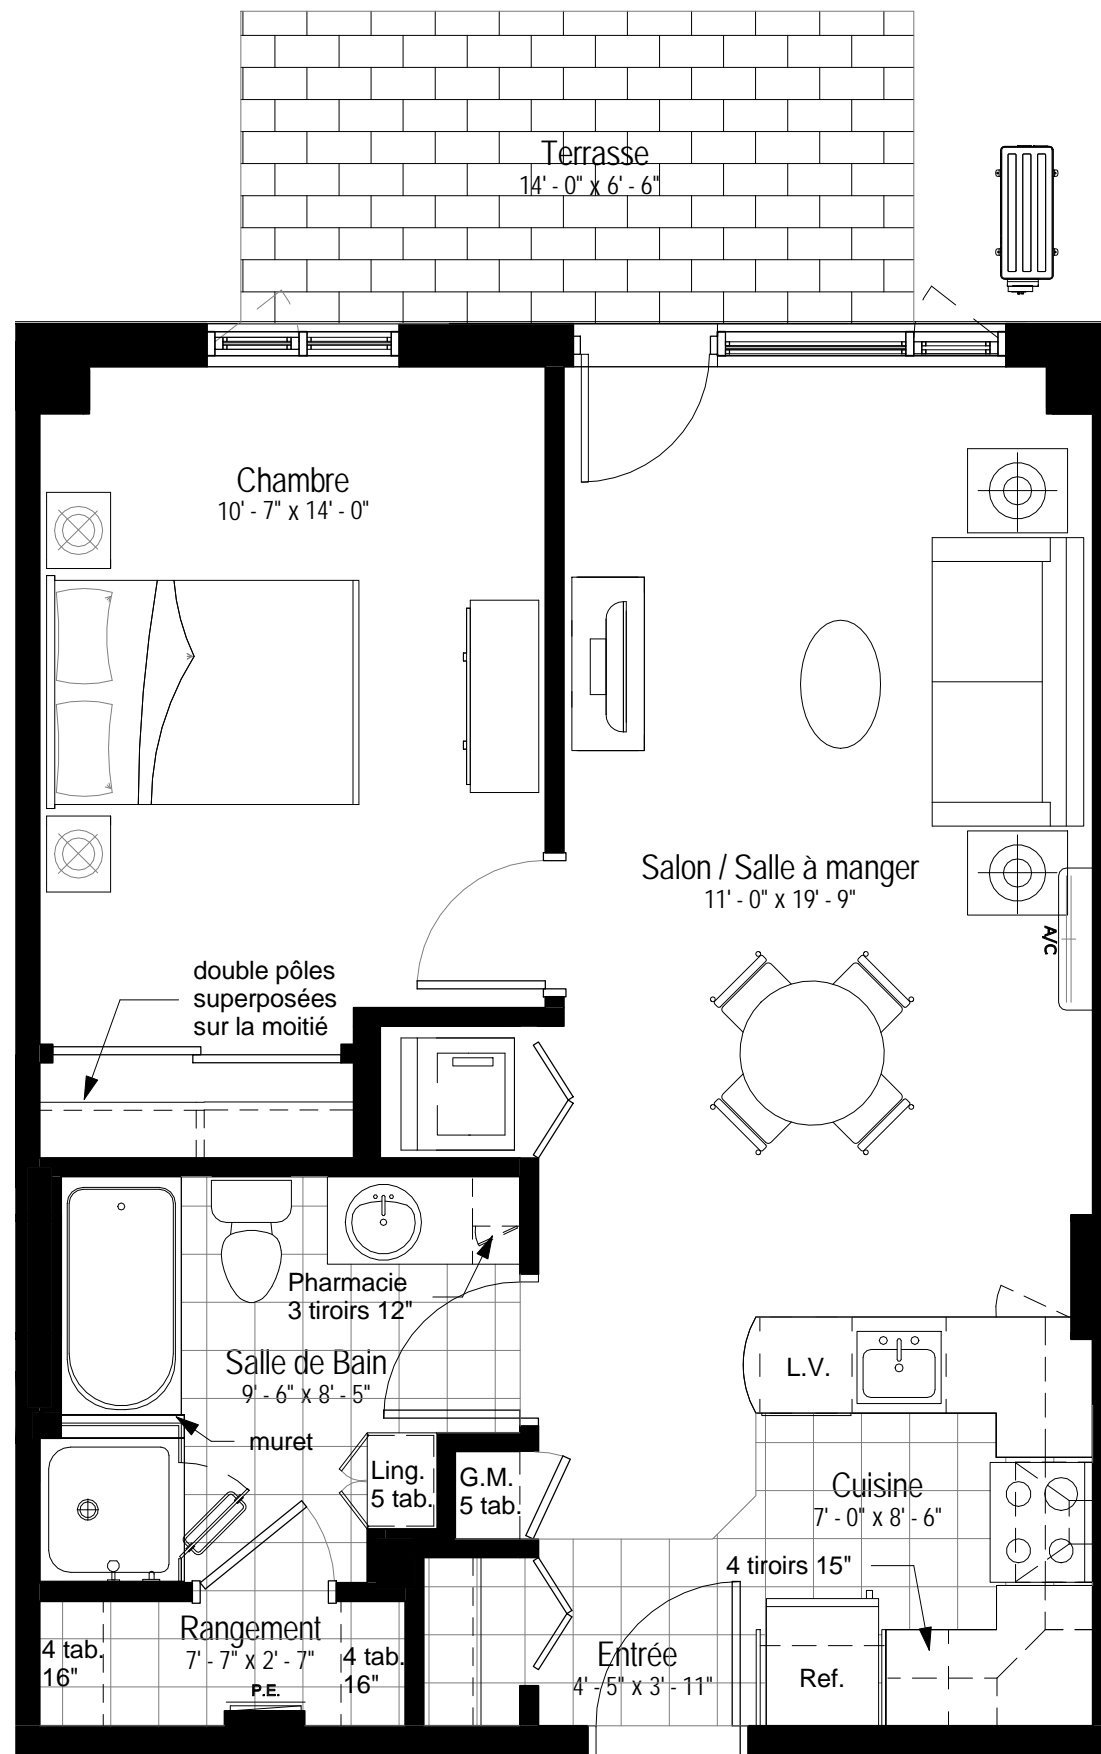 Terrasse
14' - 0" x 6' - 6"
Chambre
10' - 7" x 14' - 0"
Salon / Salle à manger
11' - 0" x 19' - 9"
A/C
double pôles
superposées
sur la moitié
Pharmacie
3 tiroirs 12"
Salle de Bain
9' - 6" x 8' - 5"
L.V.
muret
Ling.
5 tab.
G.M.
5 tab.
Cuisine
7' - 0" x 8' - 6"
4 tiroirs 15"
Rangement
7' - 7" x 2' - 7"
4 tab.
16"
4 tab.
16"
P.E.
Entrée
4' - 5" x 3' - 11"
Ref.